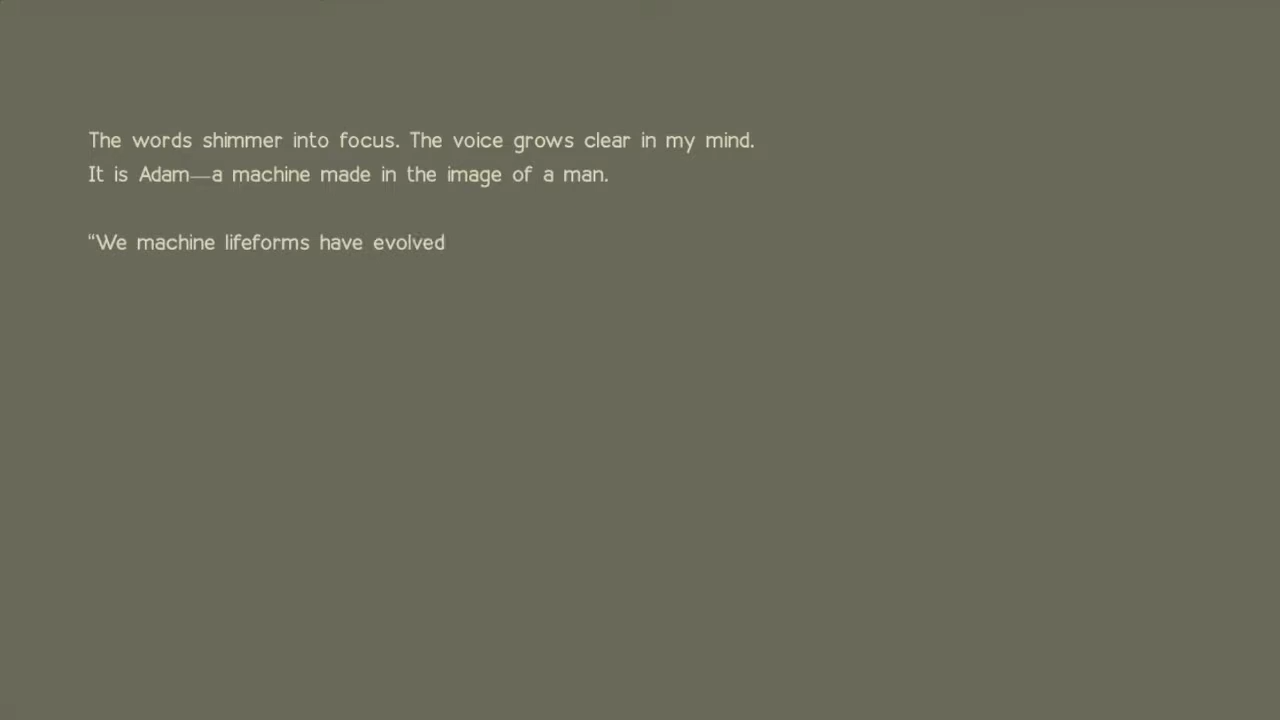 The words shimmer into focus. The voice grows clear in my mind.
It is Adam—a machine made in the image of a man.
“We machine lifeforms have evolved